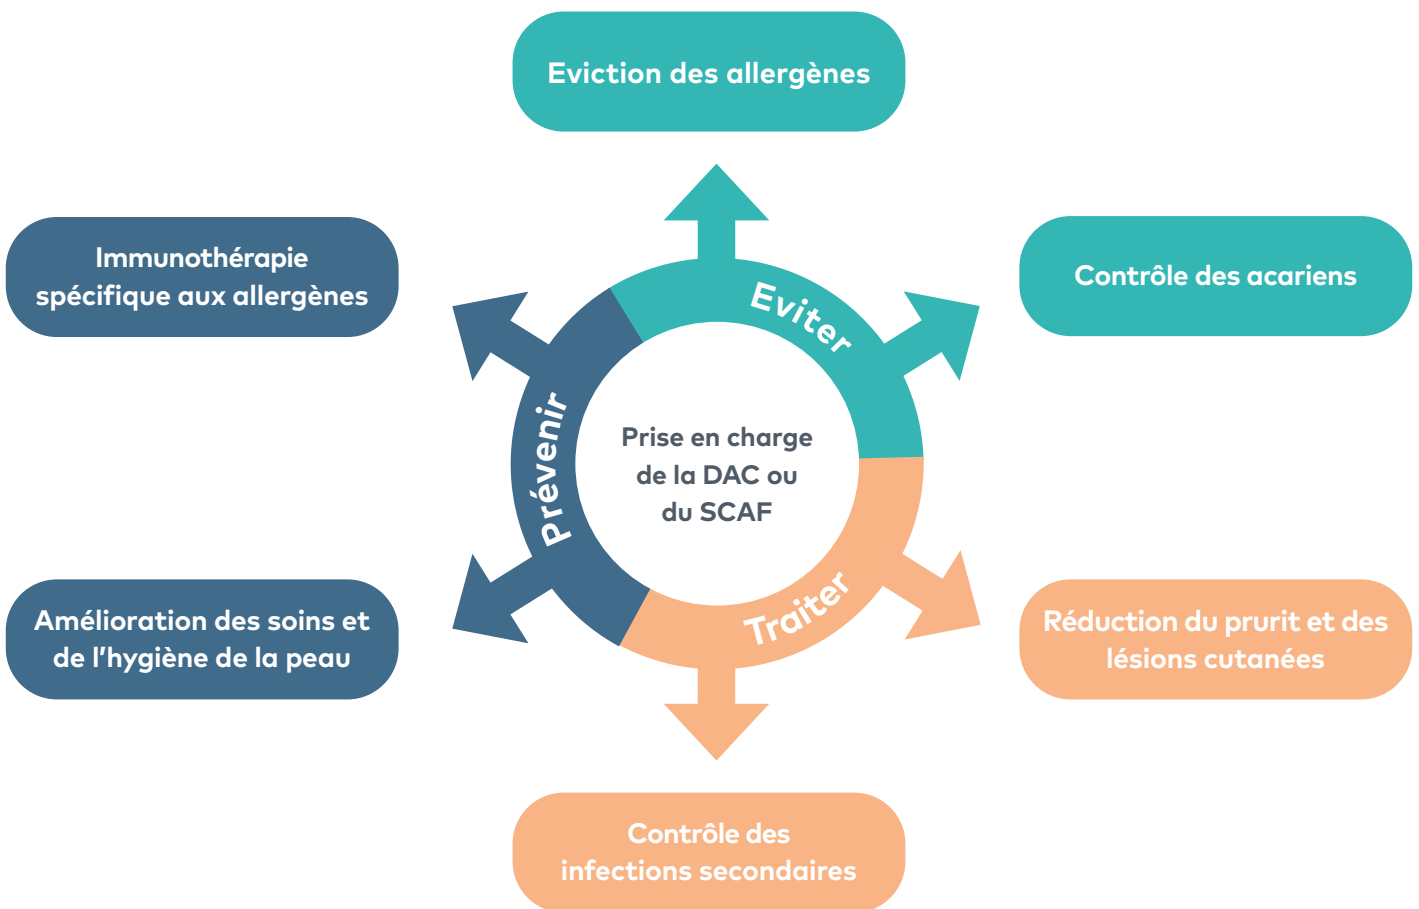 Eviction des allergènes
Immunothérapie
spécifique aux allergènes
Contrôle des acariens
Eviter
Prévenir
Prise en charge
de la DAC ou
du SCAF
Traiter
Amélioration des soins et
de l'hygiène de la peau
Réduction du prurit et des
lésions cutanées
Contrôle des
infections secondaires